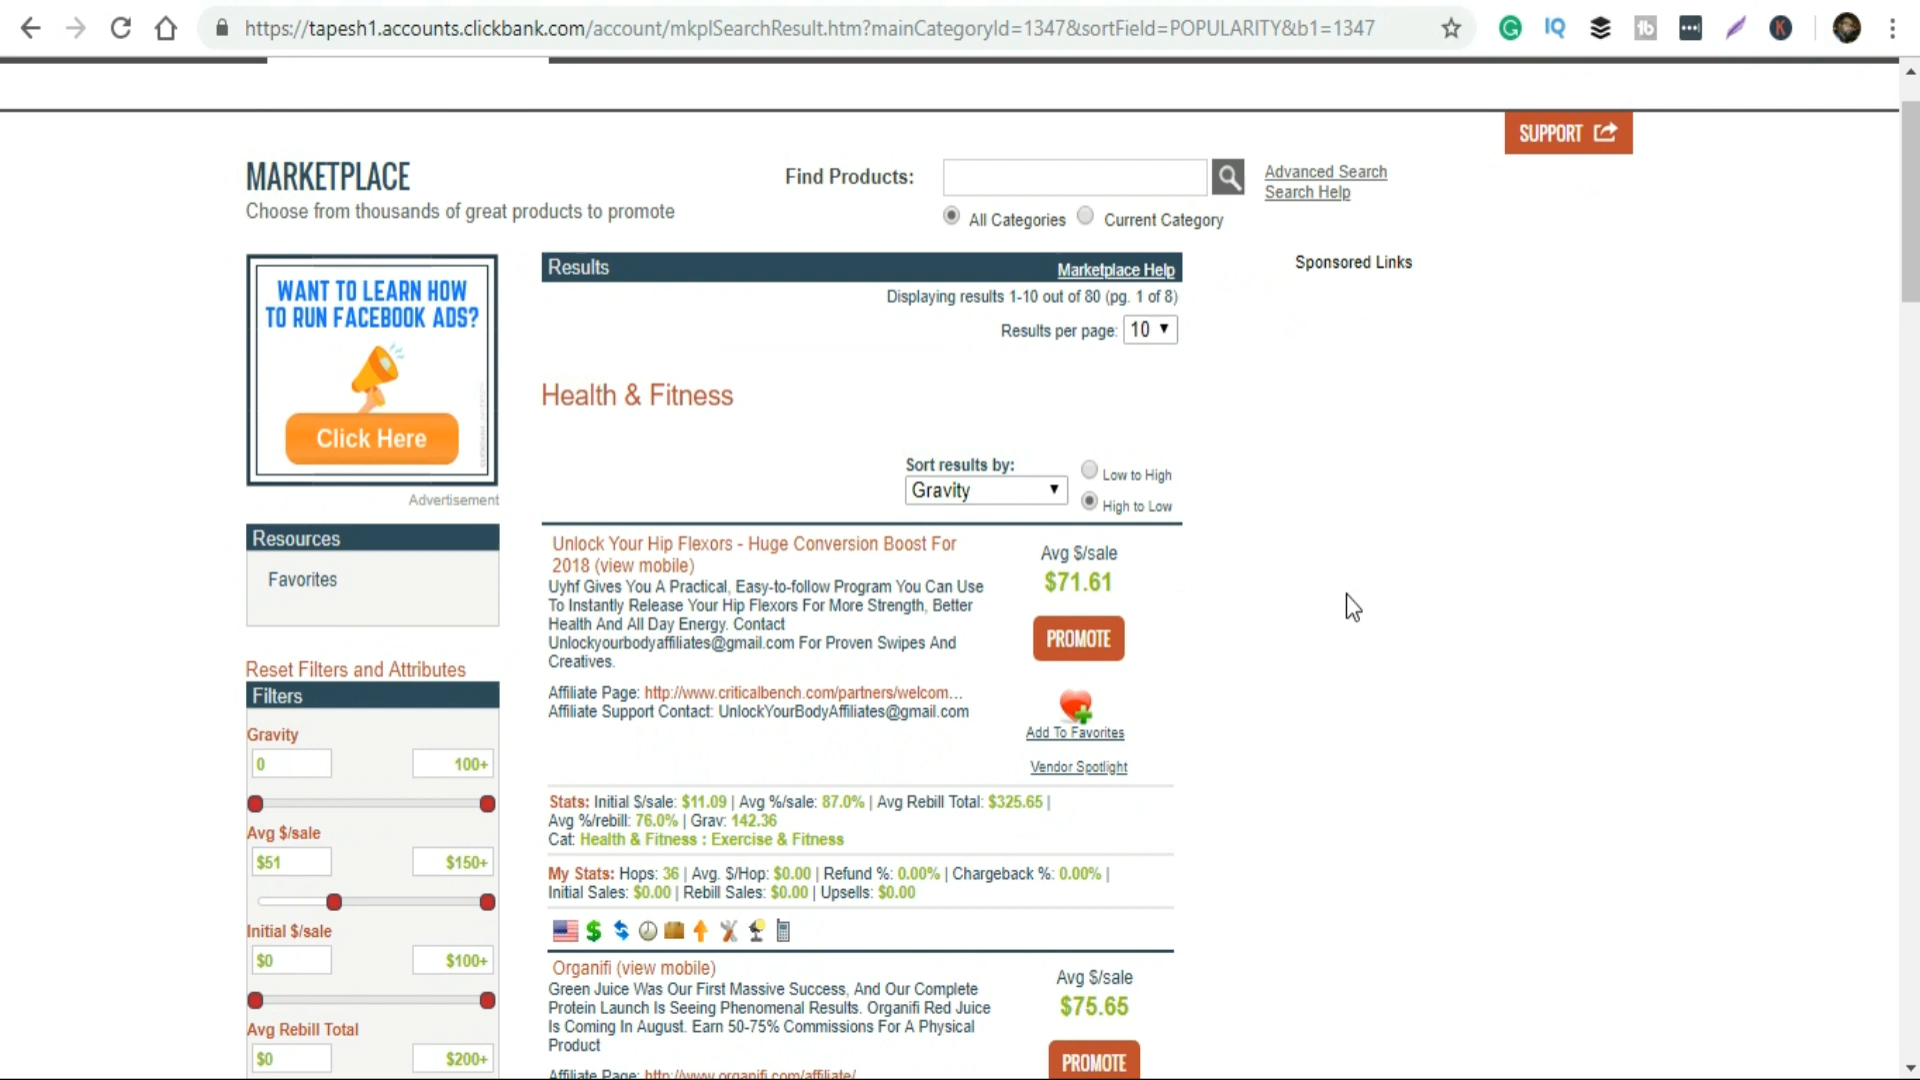 https://tapesh1.accounts.clickbank.com/account/mkplSearchResult.htm?mainCategoryId=1347&sortField=POPULARITY&b1=1347
SUPPORT
MARKETPLACE
Choose from thousands of great products to promote
Find Products:
Advanced Search
Search Help
All Categories
Current Category
WANT TO LEARN HOW
TO RUN FACEBOOK ADS?
Click Here
Advertisement
Results
Marketplace Help
Displaying results 1-10 out of 80 (pg. 1 of 8)
Results per page: 10
Sponsored Links
Health & Fitness
Sort results by:
Gravity
Low to High
High to Low
Resources
Favorites
Reset Filters and Attributes
Filters
Gravity
0
100+
Avg $/sale
$51
$150+
Initial $/sale
$0
$100+
Avg Rebill Total
$0
$200+
Unlock Your Hip Flexors - Huge Conversion Boost For
2018 (view mobile)
Uyhf Gives You A Practical, Easy-to-follow Program You Can Use
To Instantly Release Your Hip Flexors For More Strength, Better
Health And All Day Energy. Contact
Unlockyourbodyaffiliates@gmail.com For Proven Swipes And
Creatives.
Affiliate Page: http://www.criticalbench.com/partners/welcom...
Affiliate Support Contact: UnlockYourBodyAffiliates@gmail.com
Avg $/sale
$71.61
PROMOTE
Add To Favorites
Vendor Spotlight
Stats: Initial $/sale: $11.09 | Avg %/sale: 87.0% | Avg Rebill Total: $325.65 |
Avg %/rebill: 76.0% | Grav: 142.36
Cat: Health & Fitness : Exercise & Fitness
My Stats: Hops: 36 | Avg. $/Hop: $0.00 | Refund %: 0.00% | Chargeback %: 0.00% |
Initial Sales: $0.00 | Rebill Sales: $0.00 | Upsells: $0.00
Organifi (view mobile)
Green Juice Was Our First Massive Success, And Our Complete
Protein Launch Is Seeing Phenomenal Results. Organifi Red Juice
Is Coming In August. Earn 50-75% Commissions For A Physical
Product
Affiliate Page: http://www.organifi.com/affiliate/
Avg $/sale
$75.65
PROMOTE